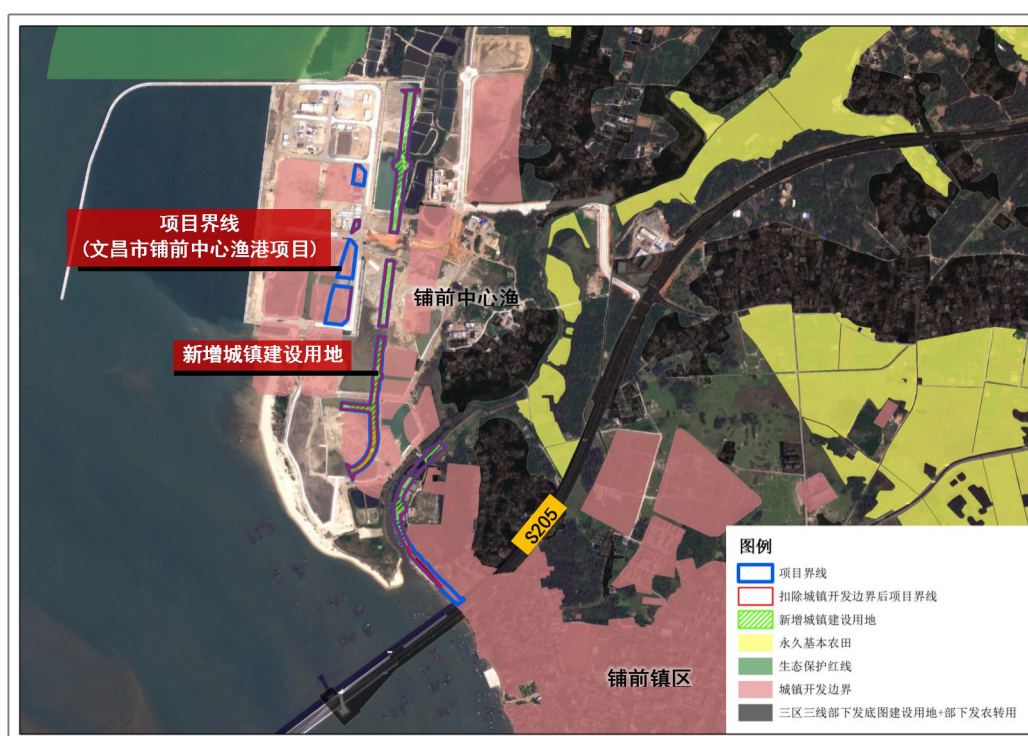 项目界线
(文昌市铺前中心渔港项目)
铺前中心渔
新增城镇建设用地
S205
铺前镇区
图例
项目界线
扣除城镇开发边界后项目界线
新增城镇建设用地
永久基本农田
生态保护红线
城镇开发边界
三区三线部下发底图建设用地+部下发农转用